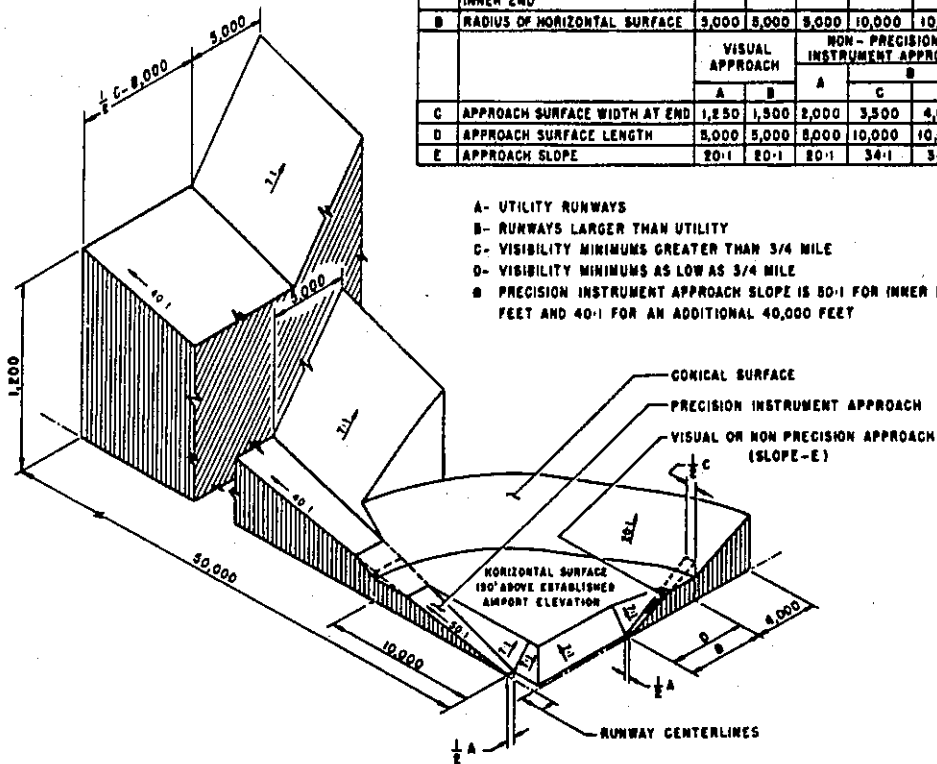 INNER END
B RADIUS OF HORIZONTAL SURFACE 5,000 5,000 5,000 10,000 10,
VISUAL APPROACH
NON-PRECISION
INSTRUMENT APPRO
B
A B A C
C APPROACH SURFACE WIDTH AT END 1,250 1,500 2,000 3,500 4,
D APPROACH SURFACE LENGTH 5,000 5,000 5,000 10,000 10,
E APPROACH SLOPE 20:1 20:1 20:1 34:1 3
A- UTILITY RUNWAYS
B- RUNWAYS LARGER THAN UTILITY
C- VISIBILITY MINIMUMS GREATER THAN 3/4 MILE
D- VISIBILITY MINIMUMS AS LOW AS 3/4 MILE
PRECISION INSTRUMENT APPROACH SLOPE IS 50:1 FOR INNER
FEET AND 40:1 FOR AN ADDITIONAL 40,000 FEET
5,000
1/2 C-8,000
7:1
40:1
5,000
1,200
7:1
40:1
50,000
CONICAL SURFACE
PRECISION INSTRUMENT APPROACH
VISUAL OR NON PRECISION APPROACH
(SLOPE-E)
1/2 C
20:1
HORIZONTAL SURFACE
150' ABOVE ESTABLISHED
AIRPORT ELEVATION
50:1
7:1
7:1
7:1
7:1
10,000
4,000
D
B
1/2 A
RUNWAY CENTERLINES
1/2 A